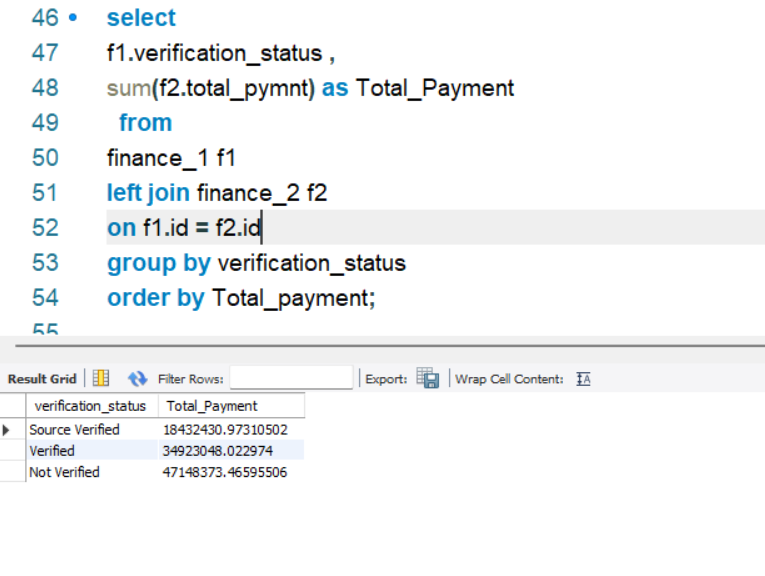 46 select
47 f1.verification_status ,
48 sum(f2.total_pymnt) as Total_Payment
49 from
50 finance_1 f1
51 left join finance_2 f2
52 on f1.id = f2.id
53 group by verification_status
54 order by Total_payment;
55
Result Grid Filter Rows: Export: Wrap Cell Content: IA
verification_status Total_Payment
Source Verified 18432430.97310502
Verified 34923048.022974
Not Verified 47148373.46595506